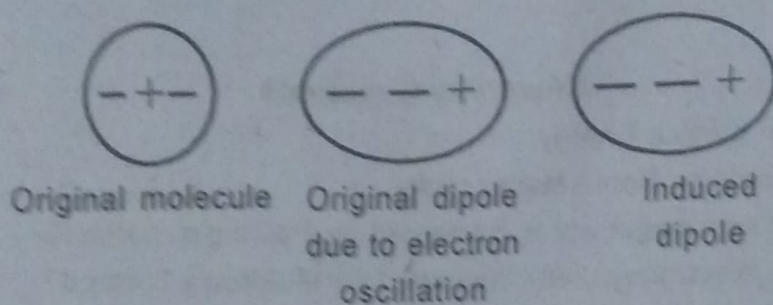 − + −
− − +
− − +
Original molecule
Original dipole
due to electron
oscillation
Induced
dipole